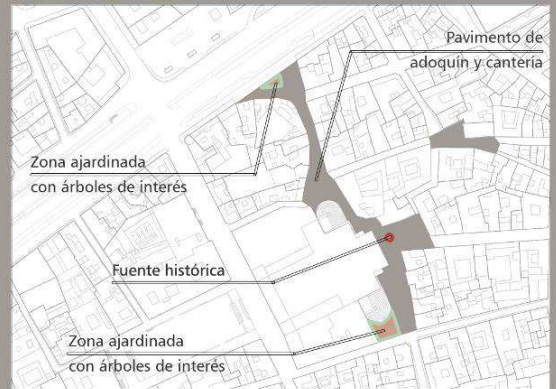 Pavimento de
adoquín y cantería
Zona ajardinada
con árboles de interés
Fuente histórica
Zona ajardinada
con árboles de interés